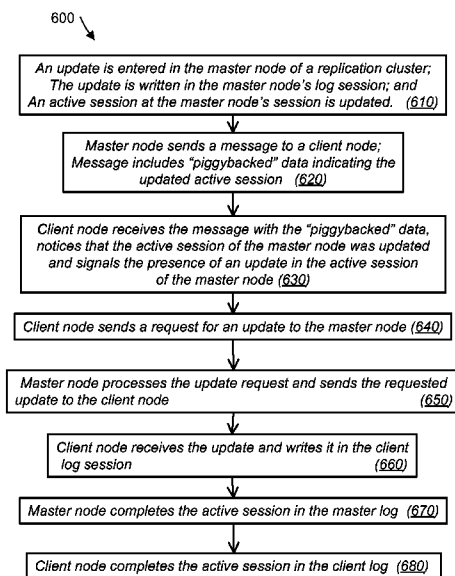 600
An update is entered in the master node of a replication cluster;
The update is written in the master node's log session; and
An active session at the master node's session is updated. (610)
Master node sends a message to a client node;
Message includes "piggybacked" data indicating the
updated active session (620)
Client node receives the message with the "piggybacked" data,
notices that the active session of the master node was updated
and signals the presence of an update in the active session
of the master node (630)
Client node sends a request for an update to the master node (640)
Master node processes the update request and sends the requested
update to the client node (650)
Client node receives the update and writes it in the client
log session (660)
Master node completes the active session in the master log (670)
Client node completes the active session in the client log (680)